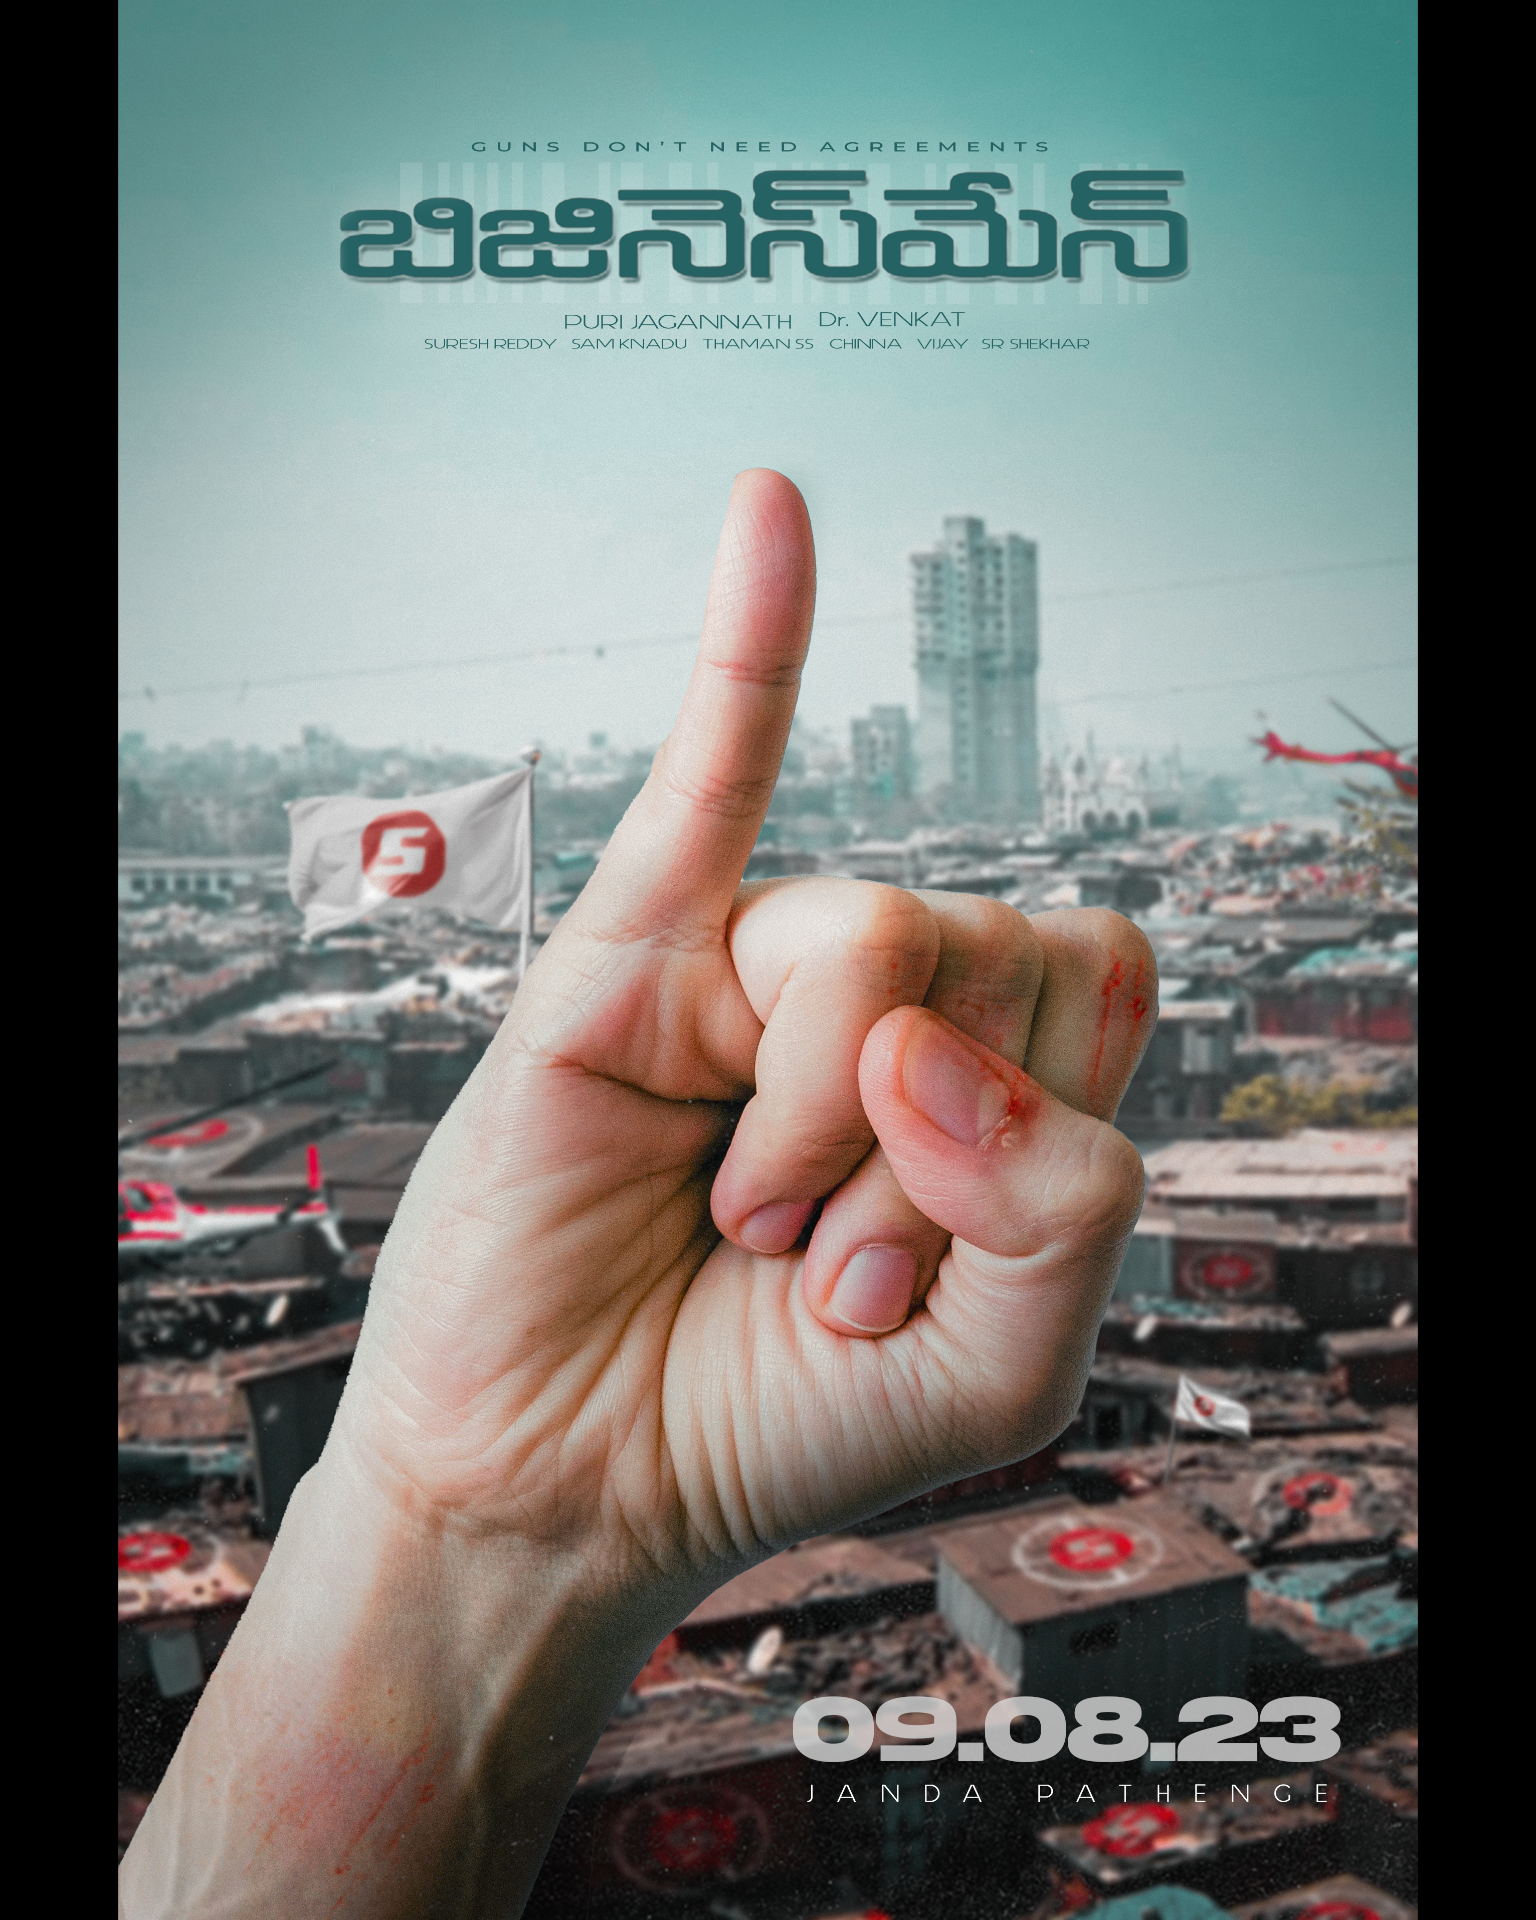 GUNS DON'T NEED AGREEMENTS
బిజినెస్‌మేన్
PURI JAGANNATH Dr. VENKAT
SURESH REDDY SAM KNADU THAMAN SS CHINNA VIJAY SR SHEKHAR
S
S
09.08.23
JANDA PATHENGE
S